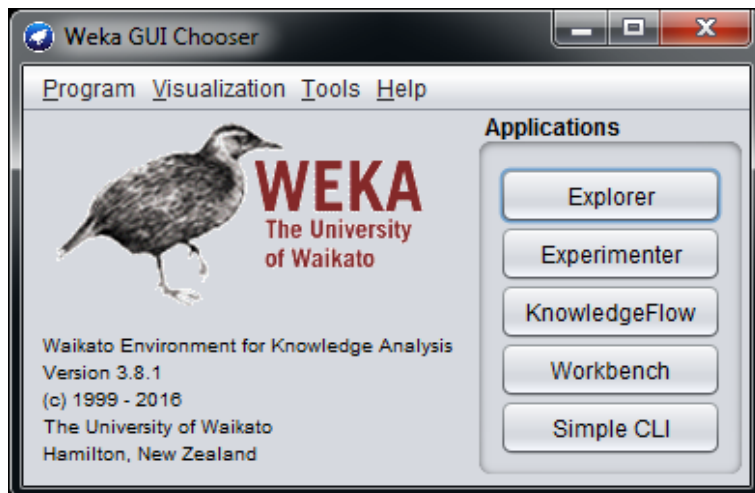 Weka GUI Chooser
Program Visualization Tools Help
WEKA
The University
of Waikato
Waikato Environment for Knowledge Analysis
Version 3.8.1
(c) 1999 - 2016
The University of Waikato
Hamilton, New Zealand
Applications
Explorer
Experimenter
KnowledgeFlow
Workbench
Simple CLI